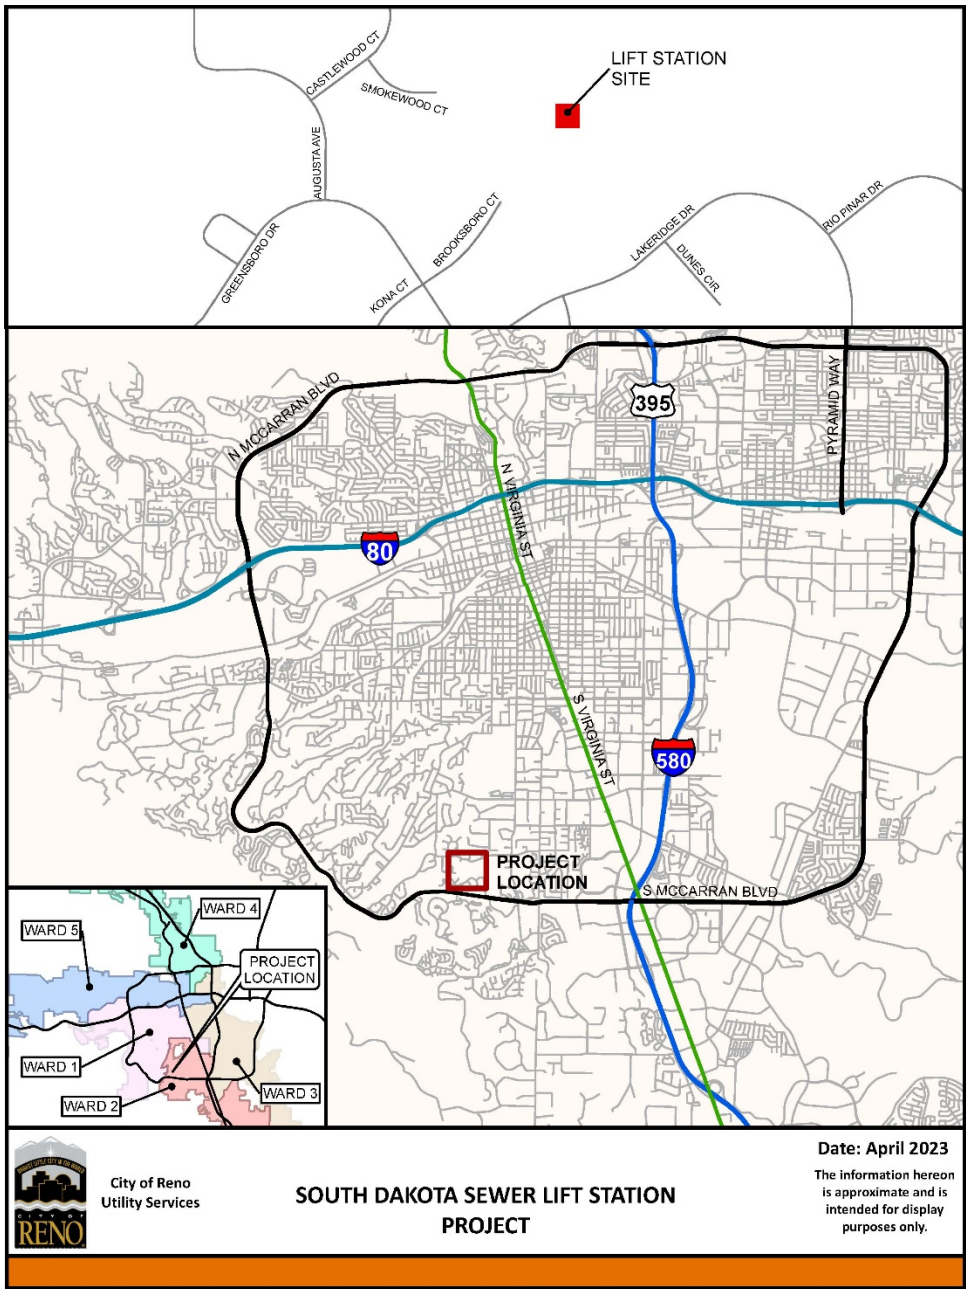 LIFT STATION
SITE
CASTLEWOOD CT
SMOKEWOOD CT
AUGUSTA AVE
GREENSBORO DR
BROOKSBORO CT
KONA CT
LAKERIDGE DR
DUNES CIR
RIO PINAR DR
N MCCARRAN BLVD
395
PYRAMID WAY
N VIRGINIA ST
80
S VIRGINIA ST
580
PROJECT
LOCATION
S MCCARRAN BLVD
WARD 4
WARD 5
PROJECT
LOCATION
WARD 1
WARD 2
WARD 3
CITY OF
RENO
City of Reno
Utility Services
SOUTH DAKOTA SEWER LIFT STATION
PROJECT
Date: April 2023
The information hereon
is approximate and is
intended for display
purposes only.